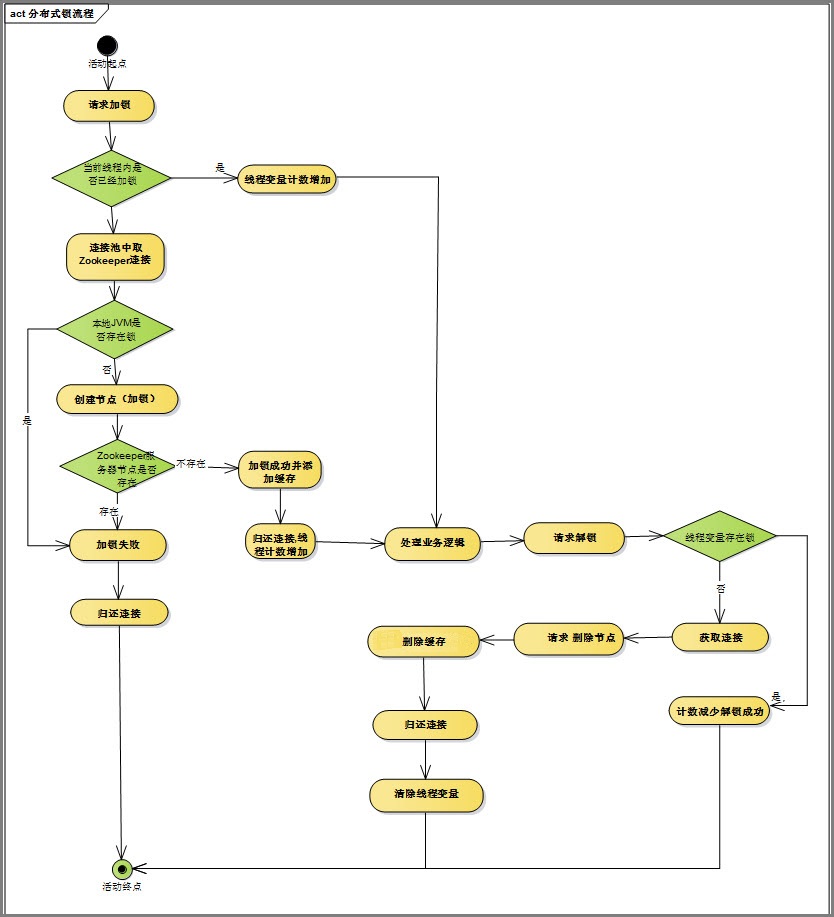 act 分布式锁流程
活动起点
请求加锁
当前线程内是
否已经加锁
是
线程变量计数增加
连接池中取
Zookeeper连接
本地JVM是
否存在锁
否
是
创建节点（加锁）
Zookeeper服
务器节点是否
存在
不存在
加锁成功并添
加缓存
存在
加锁失败
归还连接,线
程计数增加
处理业务逻辑
请求解锁
线程变量存在锁
否
归还连接
删除缓存
请求 删除节点
获取连接
是,
计数减少解锁成功
归还连接
清除线程变量
活动终点